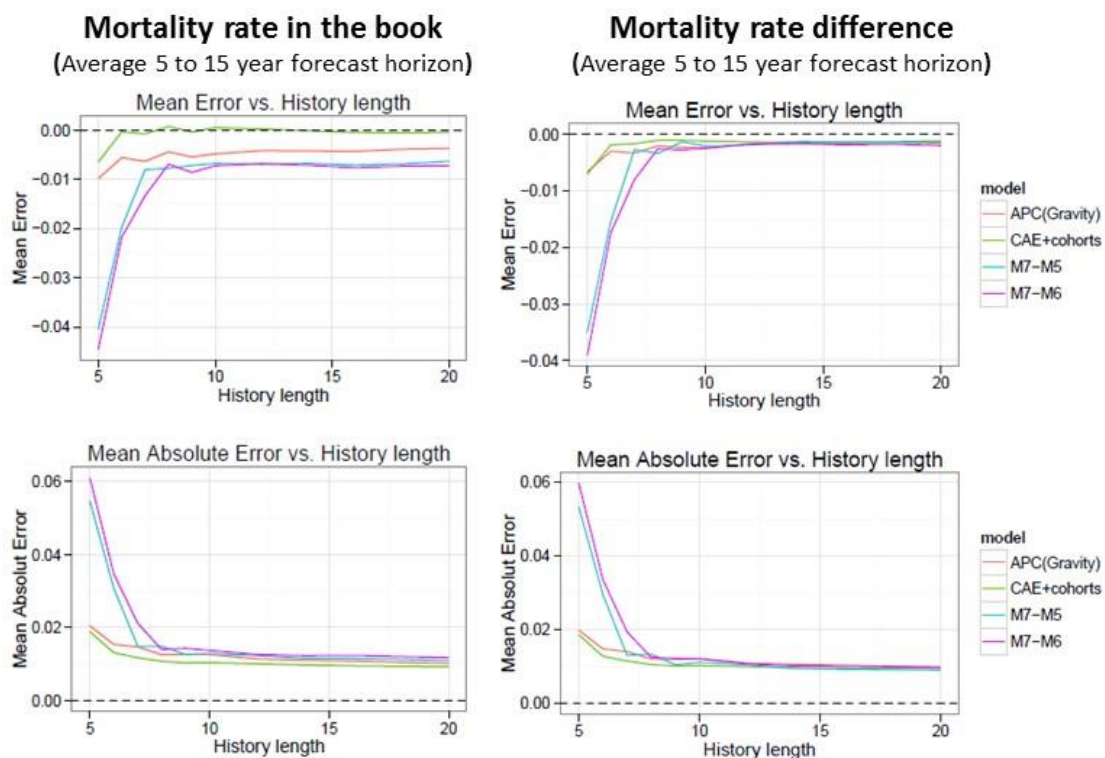 Mortality rate in the book
(Average 5 to 15 year forecast horizon)
Mean Error vs. History length
0.00
−0.01
−0.02
−0.03
−0.04
Mean Error
5
10
15
20
History length
Mortality rate difference
(Average 5 to 15 year forecast horizon)
Mean Error vs. History length
0.00
−0.01
−0.02
−0.03
−0.04
Mean Error
5
10
15
20
History length
model
APC(Gravity)
CAE+cohorts
M7−M5
M7−M6
Mean Absolute Error vs. History length
0.06
0.04
0.02
0.00
Mean Absolut Error
5
10
15
20
History length
Mean Absolute Error vs. History length
0.06
0.04
0.02
0.00
Mean Absolut Error
5
10
15
20
History length
model
APC(Gravity)
CAE+cohorts
M7−M5
M7−M6